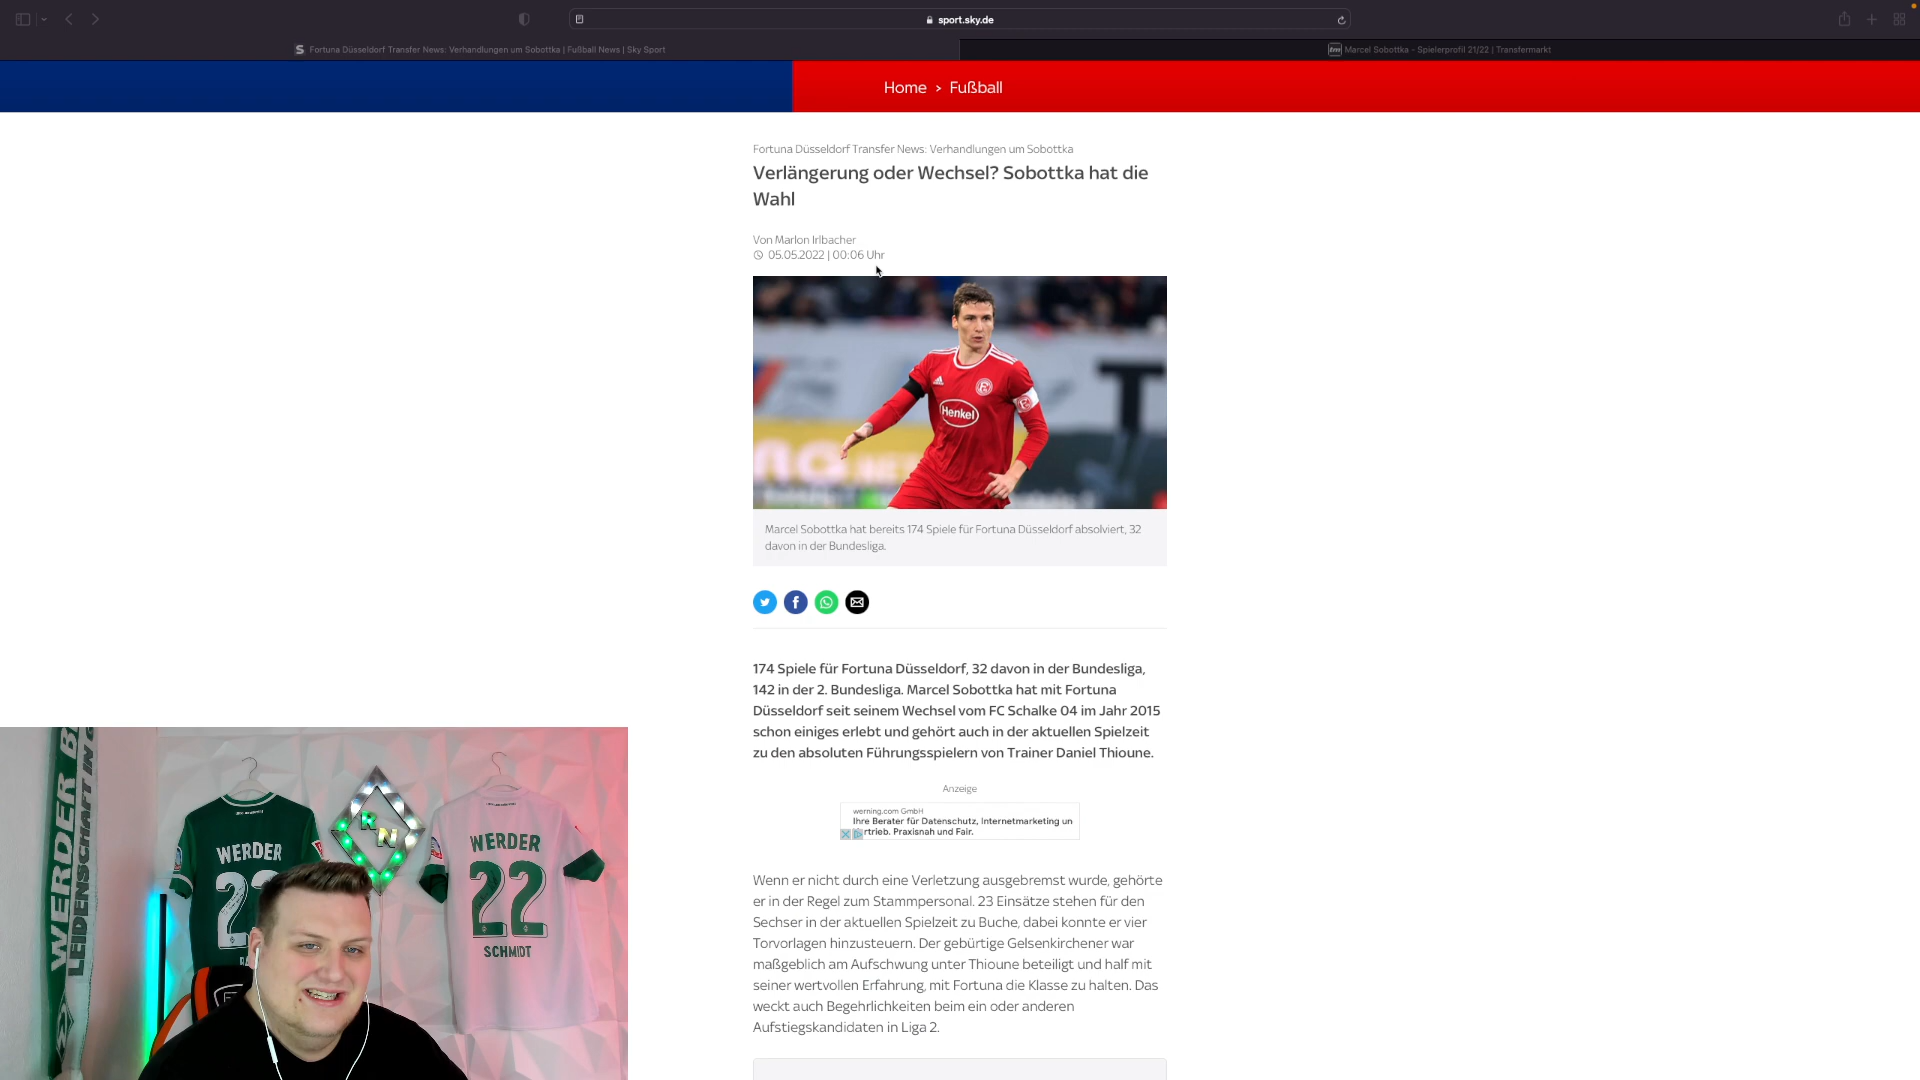 sport.sky.de
Fortuna Düsseldorf Transfer News: Verhandlungen um Sobottka | Fußball News | Sky Sport
Marcel Sobottka - Spielerprofil 21/22 | Transfermarkt
Home > Fußball
Fortuna Düsseldorf Transfer News: Verhandlungen um Sobottka
Verlängerung oder Wechsel? Sobottka hat die
Wahl
Von Marlon Irlbacher
05.05.2022 | 00:06 Uhr
Henkel
Marcel Sobottka hat bereits 174 Spiele für Fortuna Düsseldorf absolviert, 32
davon in der Bundesliga.
174 Spiele für Fortuna Düsseldorf, 32 davon in der Bundesliga,
142 in der 2. Bundesliga. Marcel Sobottka hat mit Fortuna
Düsseldorf seit seinem Wechsel vom FC Schalke 04 im Jahr 2015
schon einiges erlebt und gehört auch in der aktuellen Spielzeit
zu den absoluten Führungsspielern von Trainer Daniel Thioune.
Anzeige
werning.com GmbH
Ihre Berater für Datenschutz, Internetmarketing un
rtrieb. Praxisnah und Fair.
Wenn er nicht durch eine Verletzung ausgebremst wurde, gehörte
er in der Regel zum Stammpersonal. 23 Einsätze stehen für den
Sechser in der aktuellen Spielzeit zu Buche, dabei konnte er vier
Torvorlagen hinzusteuern. Der gebürtige Gelsenkirchener war
maßgeblich am Aufschwung unter Thioune beteiligt und half mit
seiner wertvollen Erfahrung, mit Fortuna die Klasse zu halten. Das
weckt auch Begehrlichkeiten beim ein oder anderen
Aufstiegskandidaten in Liga 2.
WERDER
LEIDENSCHAFT IN
WERDER
RN
WERDER
22
SCHMIDT